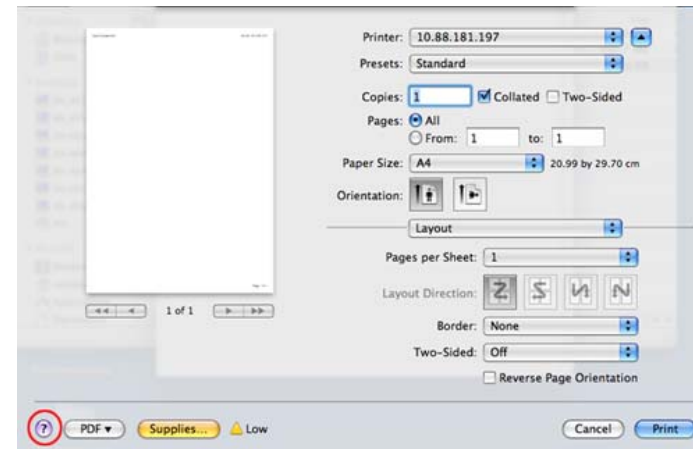 Printer: 10.88.181.197
Presets: Standard
Copies: 1 Collated Two-Sided
Pages: All
From: 1 to: 1
Paper Size: A4 20.99 by 29.70 cm
Orientation:
Layout
Pages per Sheet: 1
Layout Direction:
Border: None
Two-Sided: Off
Reverse Page Orientation
1 of 1
? PDF▼ Supplies... Low Cancel Print